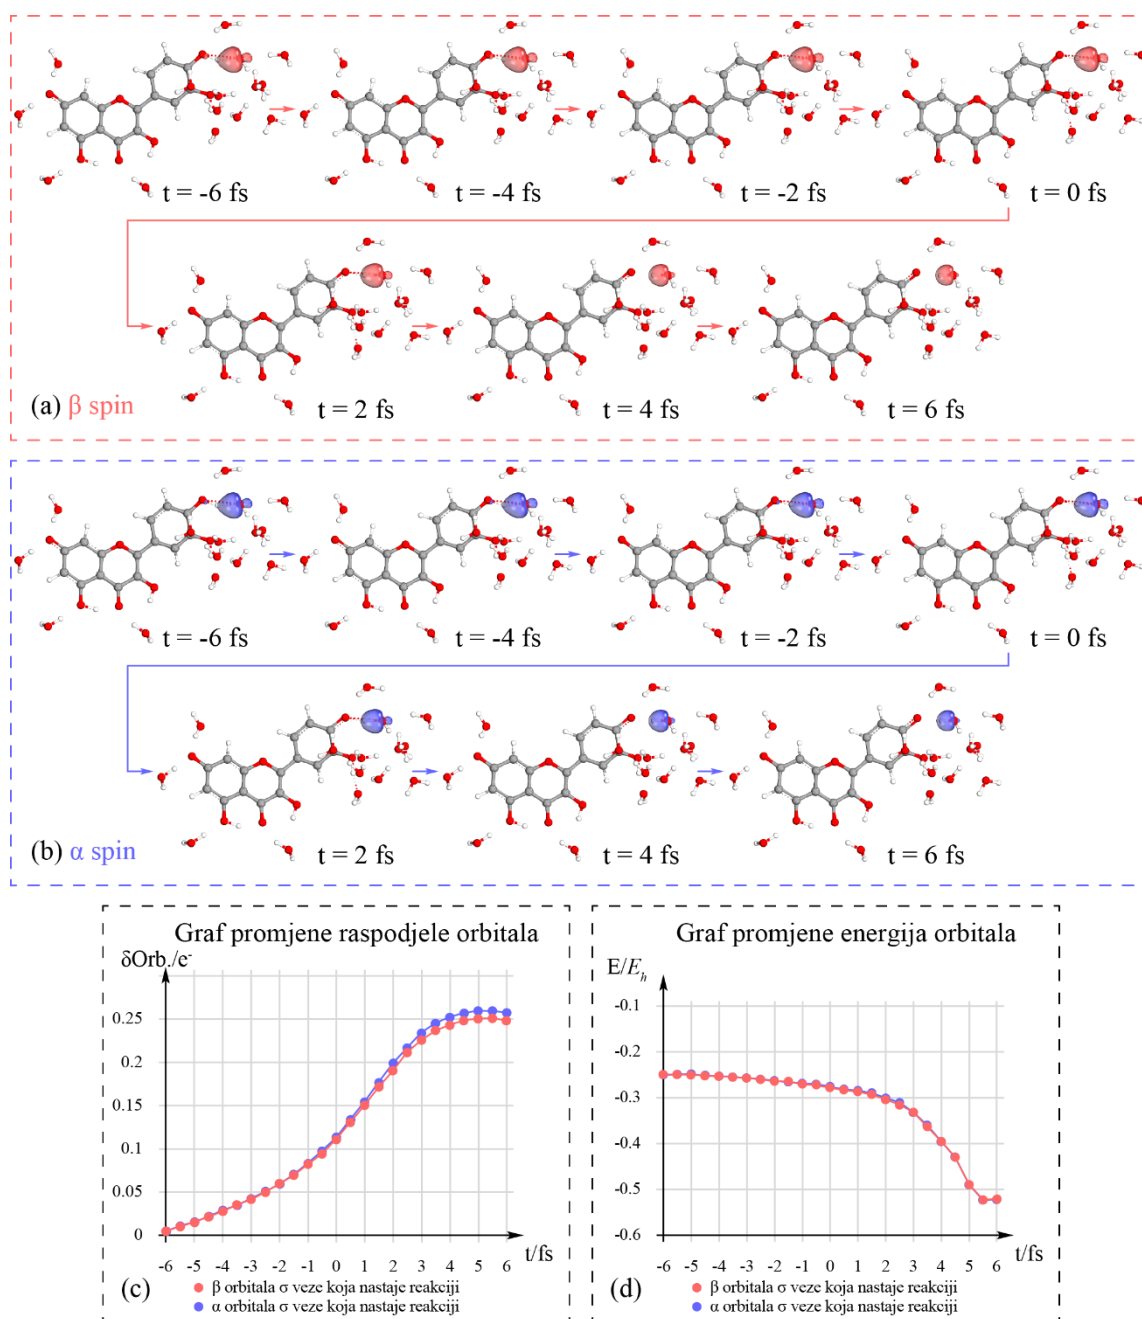 t = -6 fs
t = -4 fs
t = -2 fs
t = 0 fs
t = 2 fs
t = 4 fs
t = 6 fs
(a) β spin
t = -6 fs
t = -4 fs
t = -2 fs
t = 0 fs
t = 2 fs
t = 4 fs
t = 6 fs
(b) α spin
Graf promjene raspodjele orbitala
δOrb./e⁻
0.25
0.2
0.15
0.1
0.05
0
-6 -5 -4 -3 -2 -1 0 1 2 3 4 5 6
t/fs
(c)
β orbitala σ veze koja nastaje reakciji
α orbitala σ veze koja nastaje reakciji
Graf promjene energija orbitala
E/Eₕ
-0.1
-0.2
-0.3
-0.4
-0.5
-0.6
-6 -5 -4 -3 -2 -1 0 1 2 3 4 5 6
t/fs
(d)
β orbitala σ veze koja nastaje reakciji
α orbitala σ veze koja nastaje reakciji